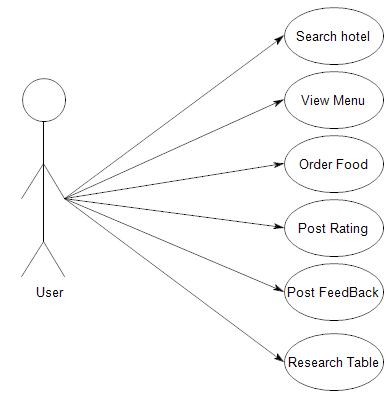 Search hotel
View Menu
Order Food
Post Rating
User
Post FeedBack
Research Table